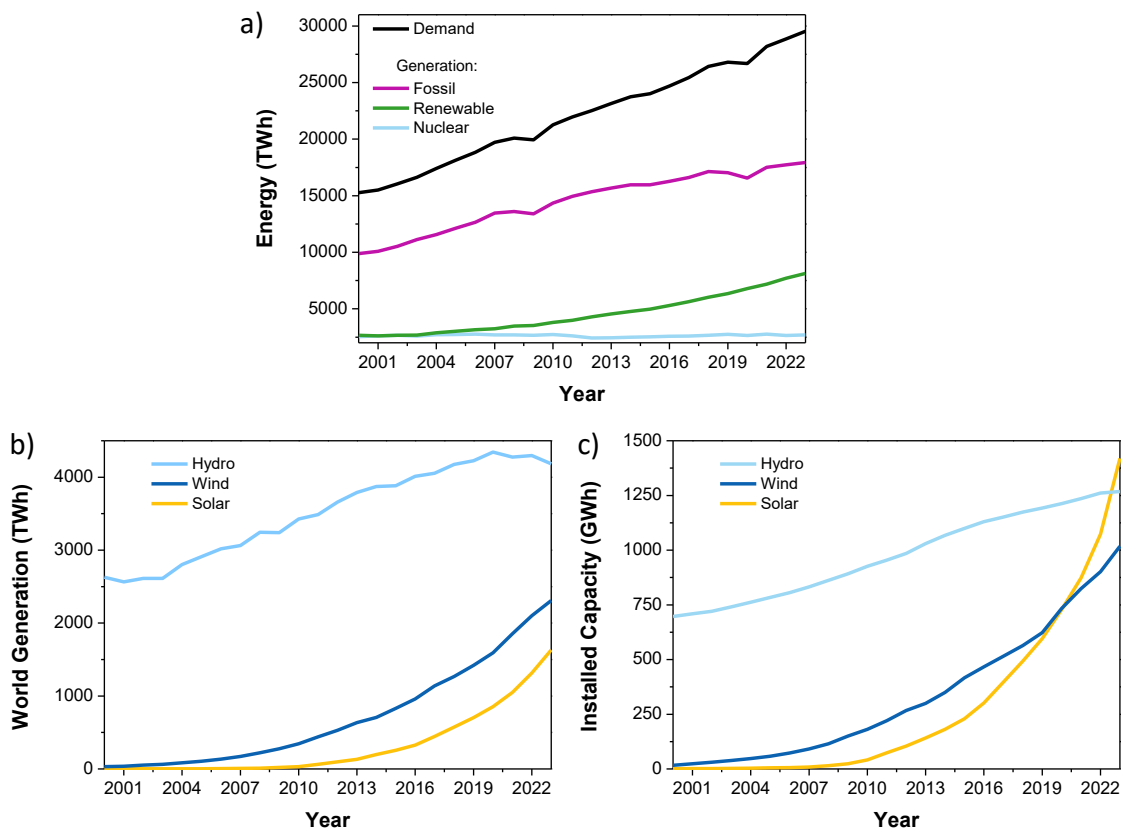 a)
30000
25000
20000
15000
10000
5000
Energy (TWh)
Demand
Generation:
Fossil
Renewable
Nuclear
2001 2004 2007 2010 2013 2016 2019 2022
Year
b)
4000
3000
2000
1000
0
World Generation (TWh)
Hydro
Wind
Solar
2001 2004 2007 2010 2013 2016 2019 2022
Year
c)
1500
1250
1000
750
500
250
0
Installed Capacity (GWh)
Hydro
Wind
Solar
2001 2004 2007 2010 2013 2016 2019 2022
Year